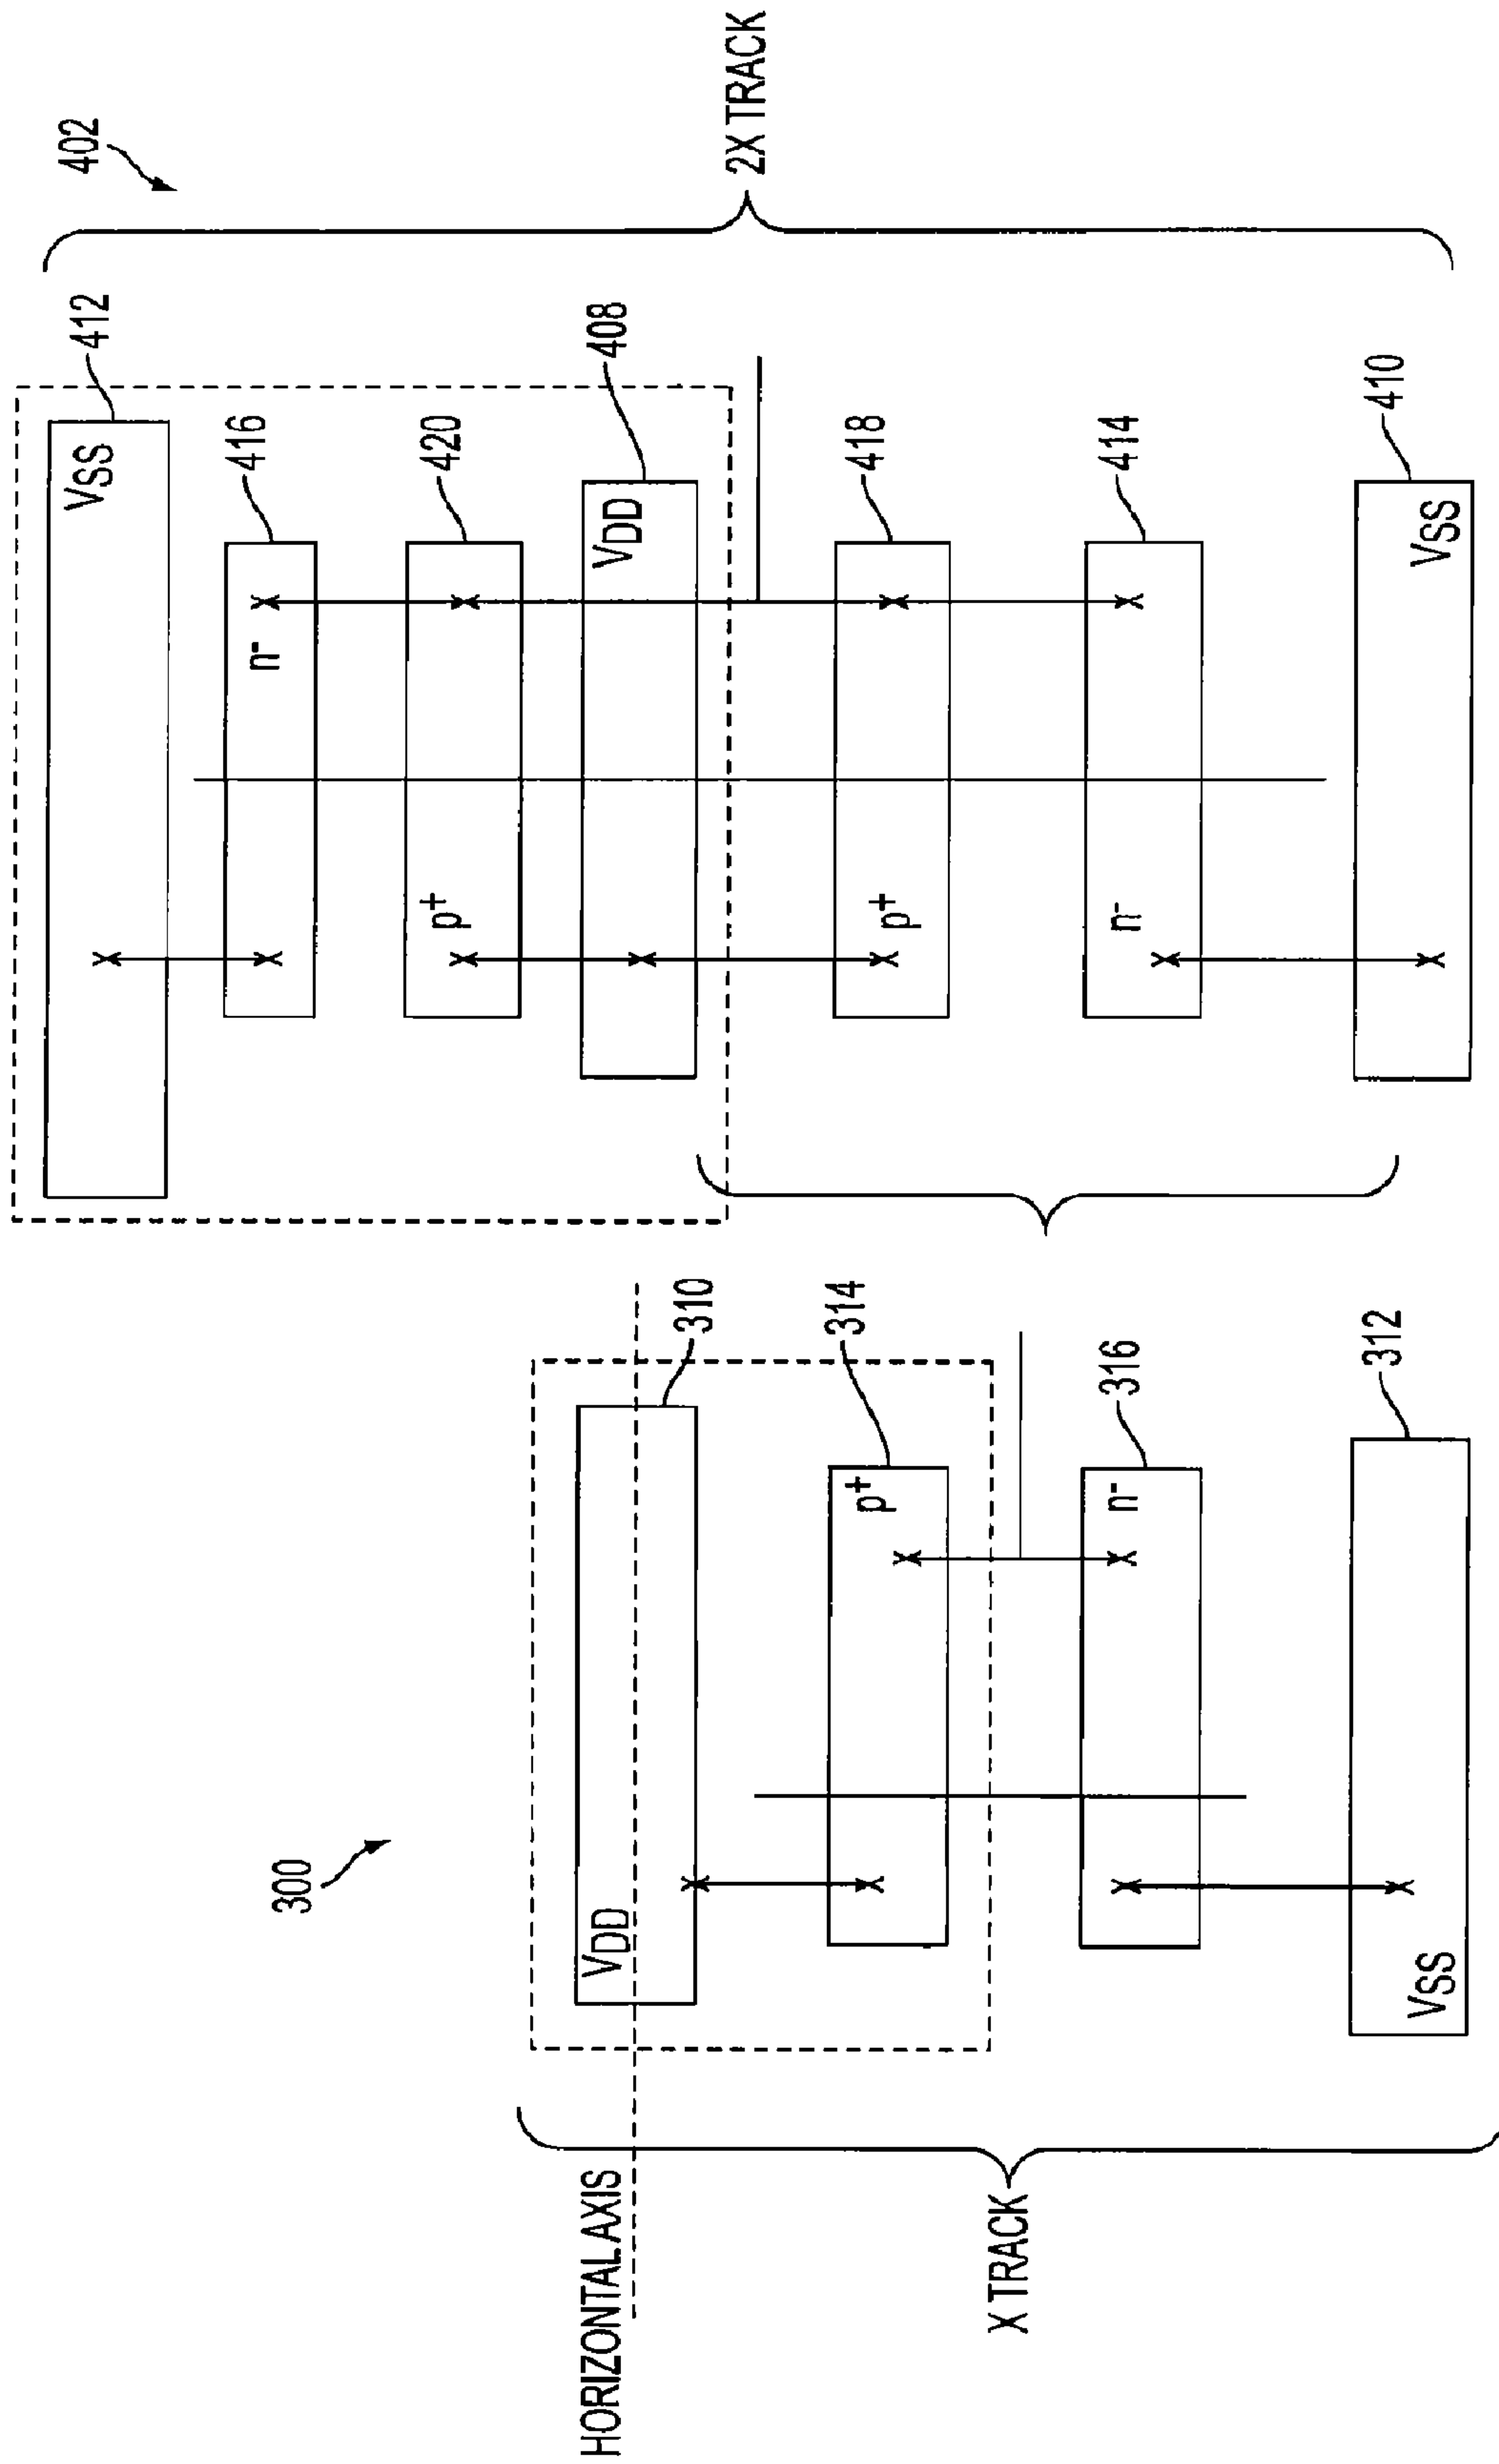 402
2X TRACK
412
VSS
416
n-
420
p+
408
VDD
418
p+
414
n-
410
VSS
300
HORIZONTAL AXIS
310
VDD
314
p+
316
n-
312
VSS
X TRACK